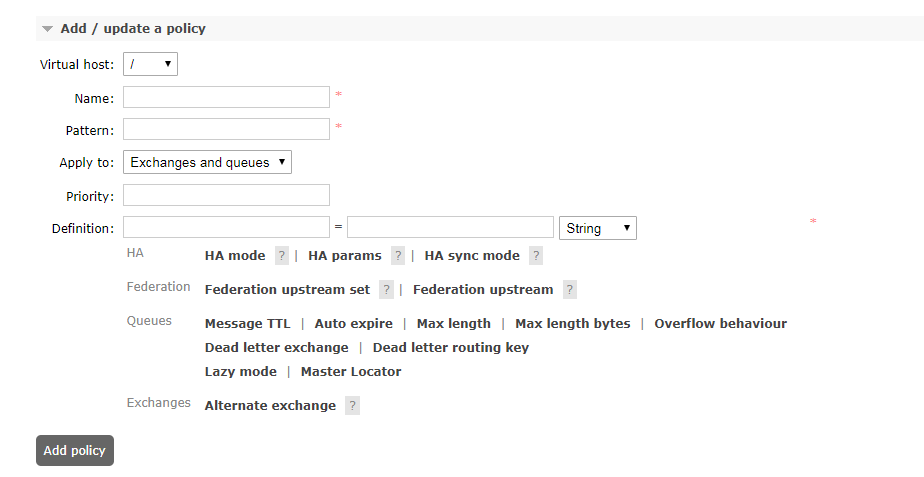 Add / update a policy
Virtual host: /
Name: *
Pattern: *
Apply to: Exchanges and queues
Priority:
Definition: = String *
HA HA mode ? | HA params ? | HA sync mode ?
Federation Federation upstream set ? | Federation upstream ?
Queues Message TTL | Auto expire | Max length | Max length bytes | Overflow behaviour
Dead letter exchange | Dead letter routing key
Lazy mode | Master Locator
Exchanges Alternate exchange ?
Add policy